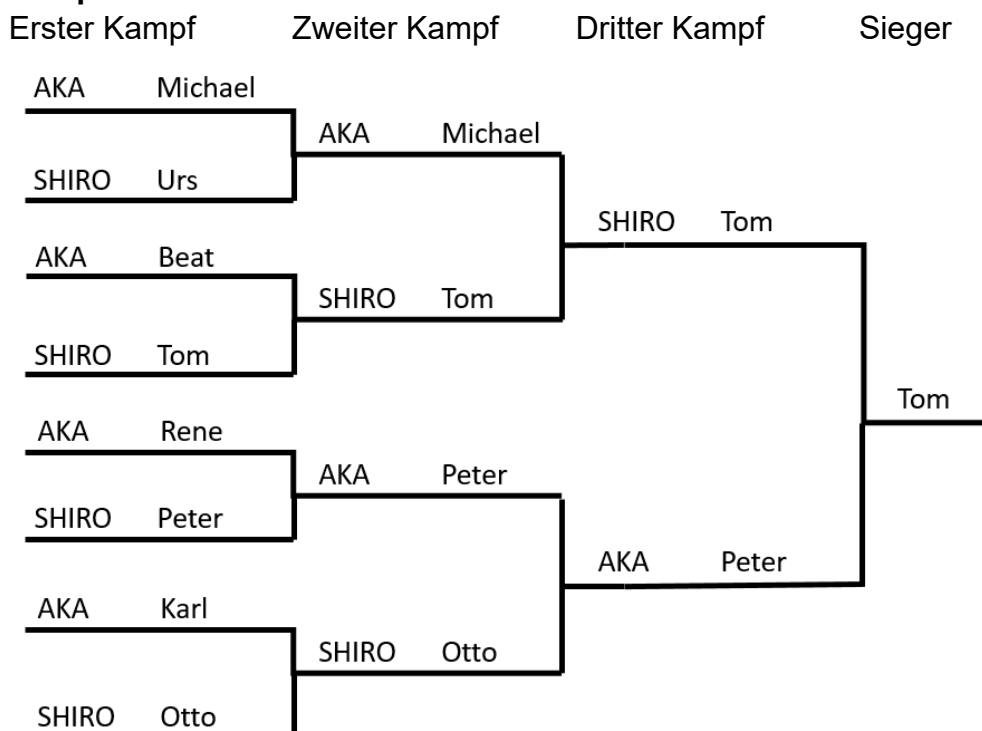 Erster Kampf Zweiter Kampf Dritter Kampf Sieger
AKA Michael
AKA Michael
SHIRO Urs
SHIRO Tom
AKA Beat
SHIRO Tom
SHIRO Tom
Tom
AKA Rene
AKA Peter
SHIRO Peter
AKA Peter
AKA Karl
SHIRO Otto
SHIRO Otto